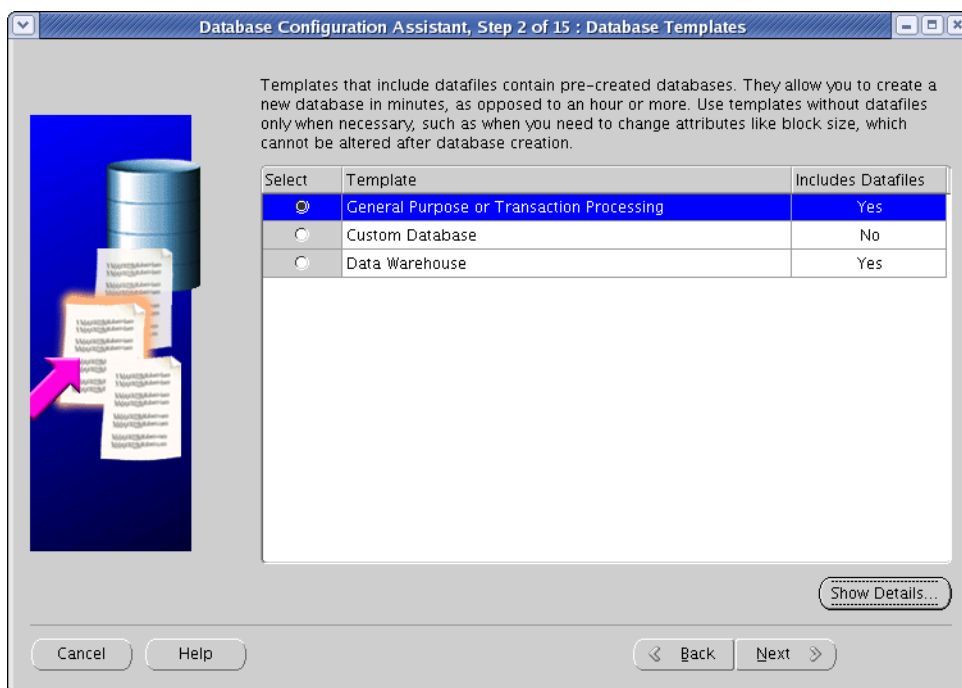 Database Configuration Assistant, Step 2 of 15 : Database Templates
Templates that include datafiles contain pre-created databases. They allow you to create a
new database in minutes, as opposed to an hour or more. Use templates without datafiles
only when necessary, such as when you need to change attributes like block size, which
cannot be altered after database creation.
Select Template Includes Datafiles
General Purpose or Transaction Processing Yes
Custom Database No
Data Warehouse Yes
Show Details...
Cancel Help Back Next